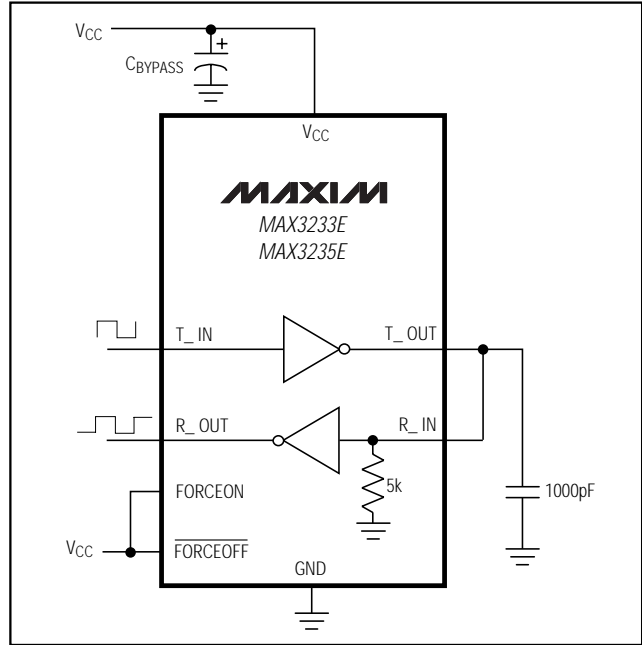 VCC
+
CBYPASS
VCC
MAXIM
MAX3233E
MAX3235E
T_ IN
T_ OUT
R_ OUT
R_ IN
5k
1000pF
FORCEON
VCC
FORCEOFF
GND